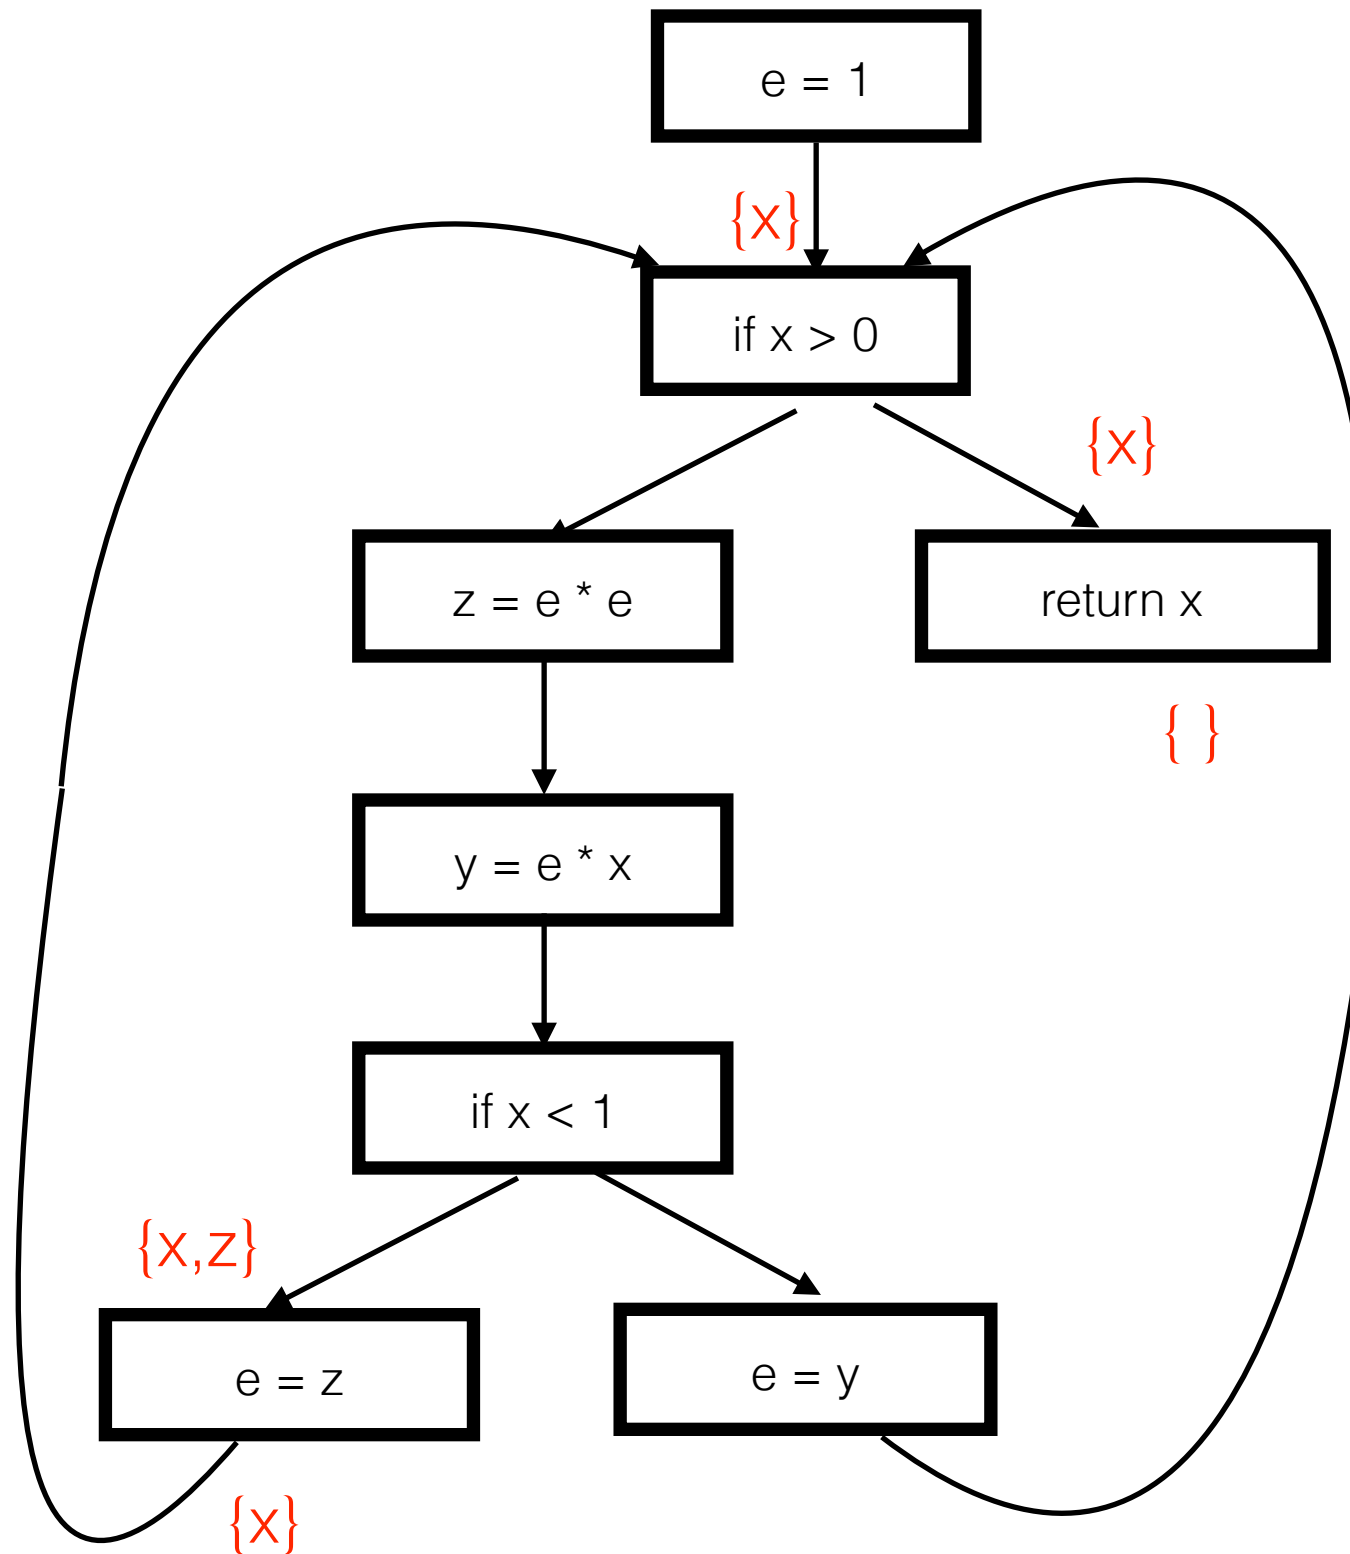 e = 1
{x}
if x > 0
{x}
z = e * e
return x
{ }
y = e * x
if x < 1
{x,z}
e = z
e = y
{x}